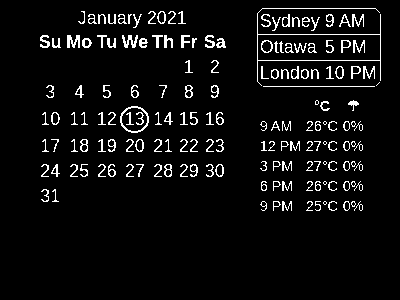 January 2021
Su Mo Tu We Th Fr Sa
1 2
3 4 5 6 7 8 9
10 11 12 13 14 15 16
17 18 19 20 21 22 23
24 25 26 27 28 29 30
31
Sydney 9 AM
Ottawa 5 PM
London 10 PM
°C ☂
9 AM 26°C 0%
12 PM 27°C 0%
3 PM 27°C 0%
6 PM 26°C 0%
9 PM 25°C 0%